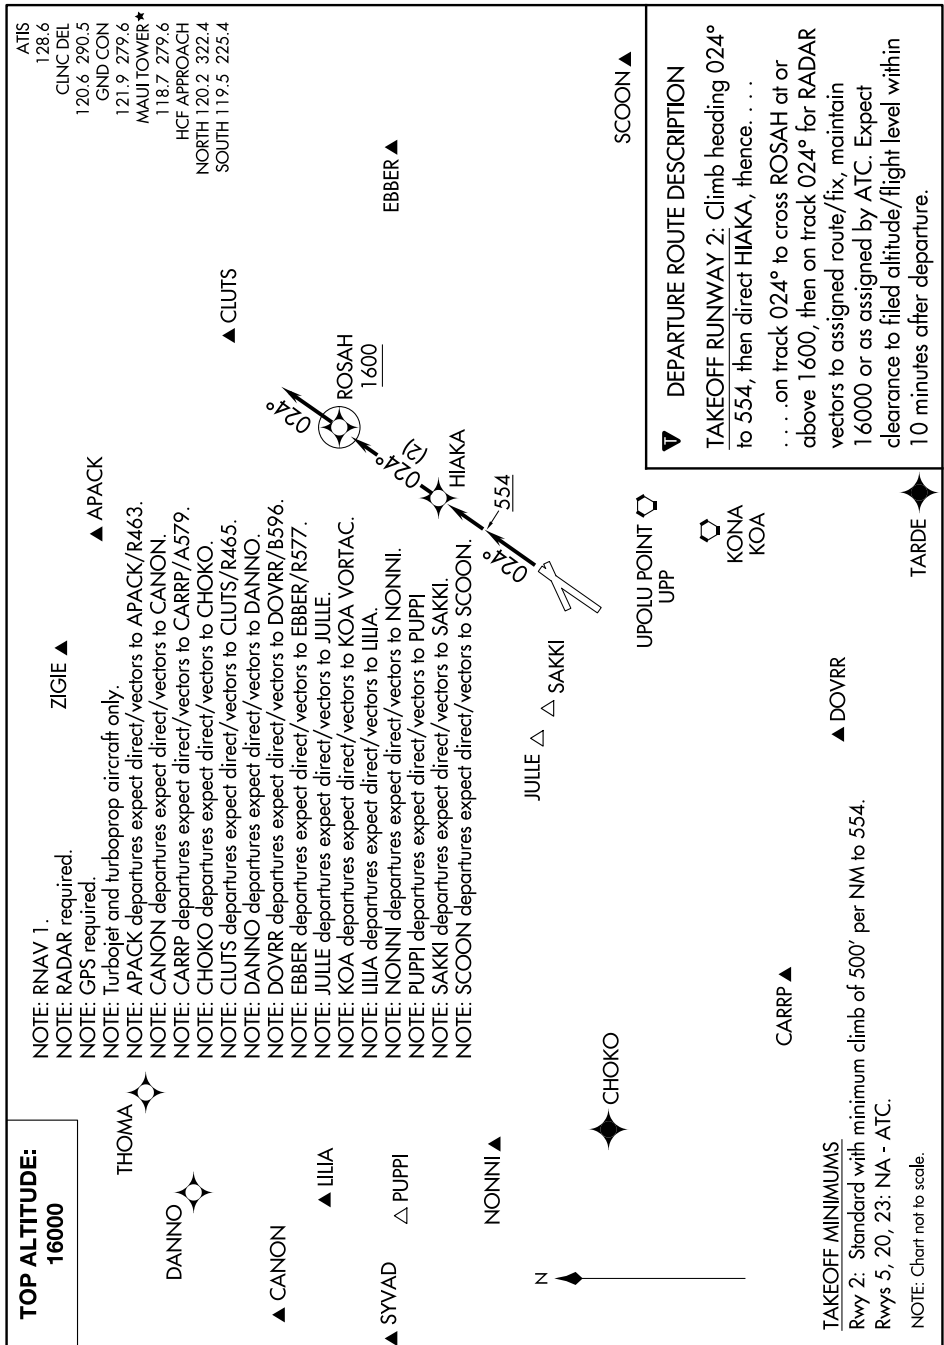 TOP ALTITUDE:
16000
ATIS
128.6
CLNC DEL
120.6 290.5
GND CON
121.9 279.6
MAUI TOWER★
118.7 279.6
HCF APPROACH
NORTH 120.2 322.4
SOUTH 119.5 225.4
NOTE: RNAV 1.
NOTE: RADAR required.
NOTE: GPS required.
NOTE: Turbojet and turboprop aircraft only.
NOTE: APACK departures expect direct/vectors to APACK/R463.
NOTE: CANON departures expect direct/vectors to CANON.
NOTE: CARRP departures expect direct/vectors to CARRP/A579.
NOTE: CHOKO departures expect direct/vectors to CHOKO.
NOTE: CLUTS departures expect direct/vectors to CLUTS/R465.
NOTE: DANNO departures expect direct/vectors to DANNO.
NOTE: DOVRR departures expect direct/vectors to DOVRR/B596.
NOTE: EBBER departures expect direct/vectors to EBBER/R577.
NOTE: JULLE departures expect direct/vectors to JULLE.
NOTE: KOA departures expect direct/vectors to KOA VORTAC.
NOTE: LILIA departures expect direct/vectors to LILIA.
NOTE: NONNI departures expect direct/vectors to NONNI.
NOTE: PUPPI departures expect direct/vectors to PUPPI
NOTE: SAKKI departures expect direct/vectors to SAKKI.
NOTE: SCOON departures expect direct/vectors to SCOON.
ZIGIE
APACK
THOMA
DANNO
CANON
LILIA
SYVAD
PUPPI
NONNI
CLUTS
EBBER
SCOON
024°
ROSAH
1600
024°
(2)
HIAKA
554
024°
JULLE
SAKKI
UPOLU POINT
UPP
KONA
KOA
CHOKO
CARRP
DOVRR
TARDE
N
TAKEOFF MINIMUMS
Rwy 2: Standard with minimum climb of 500' per NM to 554.
Rwys 5, 20, 23: NA - ATC.
NOTE: Chart not to scale.
T DEPARTURE ROUTE DESCRIPTION
TAKEOFF RUNWAY 2: Climb heading 024°
to 554, then direct HIAKA, thence. . . .
. . . .on track 024° to cross ROSAH at or
above 1600, then on track 024° for RADAR
vectors to assigned route/fix, maintain
16000 or as assigned by ATC. Expect
clearance to filed altitude/flight level within
10 minutes after departure.